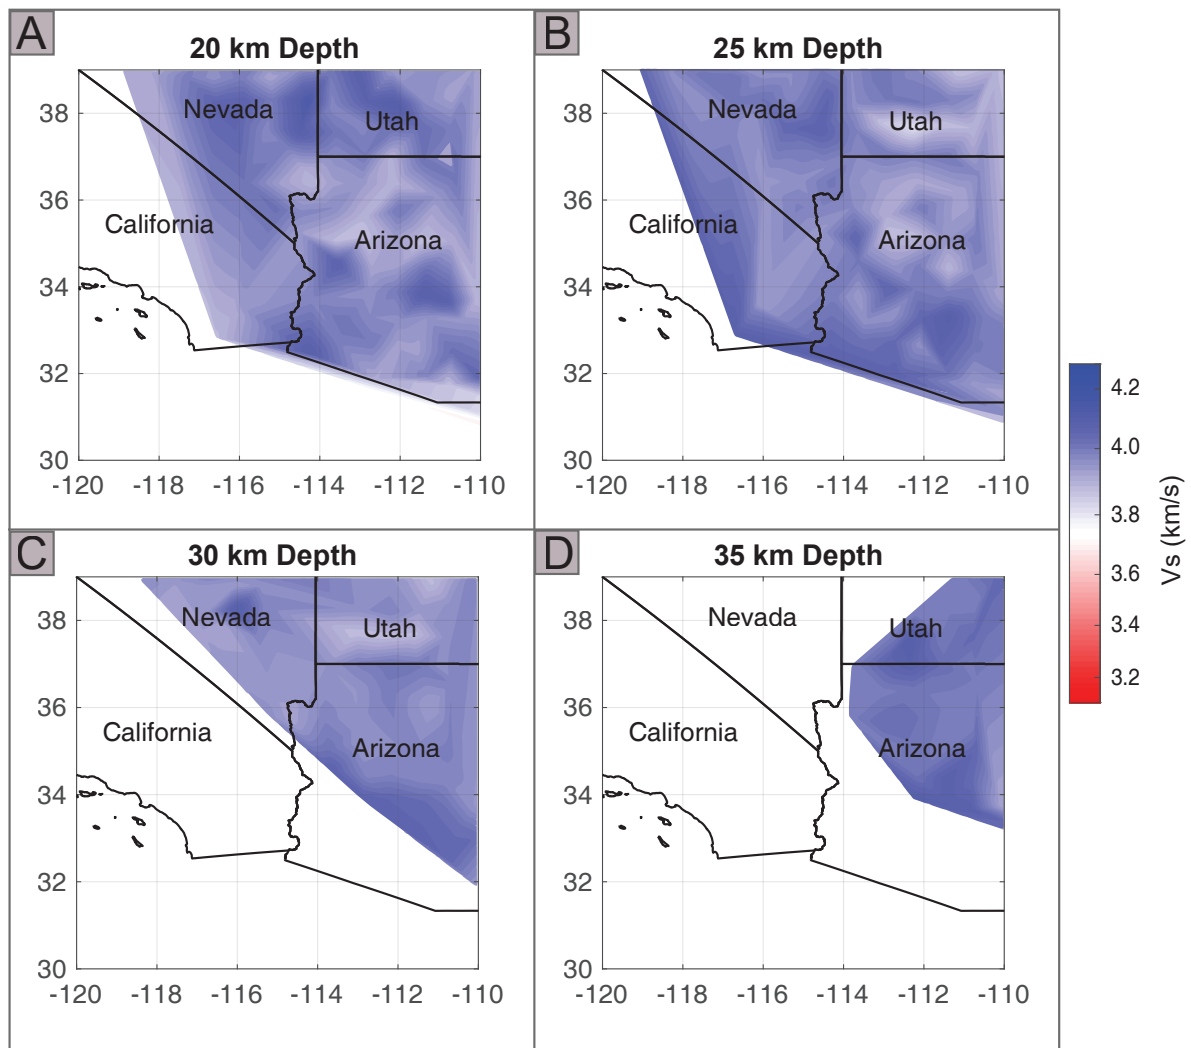 A
20 km Depth
38
36
34
32
30
-120
-118
-116
-114
-112
-110
Nevada
Utah
California
Arizona
B
25 km Depth
38
36
34
32
30
-120
-118
-116
-114
-112
-110
Nevada
Utah
California
Arizona
C
30 km Depth
38
36
34
32
30
-120
-118
-116
-114
-112
-110
Nevada
Utah
California
Arizona
D
35 km Depth
38
36
34
32
30
-120
-118
-116
-114
-112
-110
Nevada
Utah
California
Arizona
4.2
4.0
3.8
3.6
3.4
3.2
Vs (km/s)